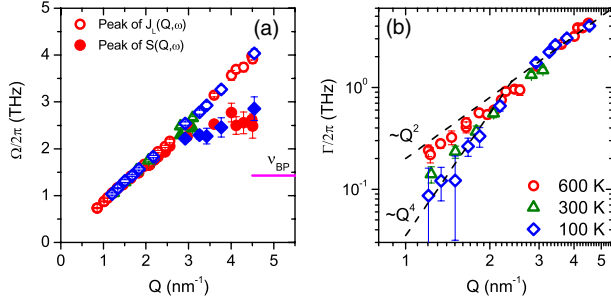 (a)
Peak of J_L(Q,ω)
Peak of S(Q,ω)
ν_BP
Ω/2π (THz)
5
4
3
2
1
0
0 1 2 3 4 5
Q (nm⁻¹)
(b)
~Q²
~Q⁴
600 K
300 K
100 K
Γ/2π (THz)
10⁰
10⁻¹
1 2 3 4 5
Q (nm⁻¹)